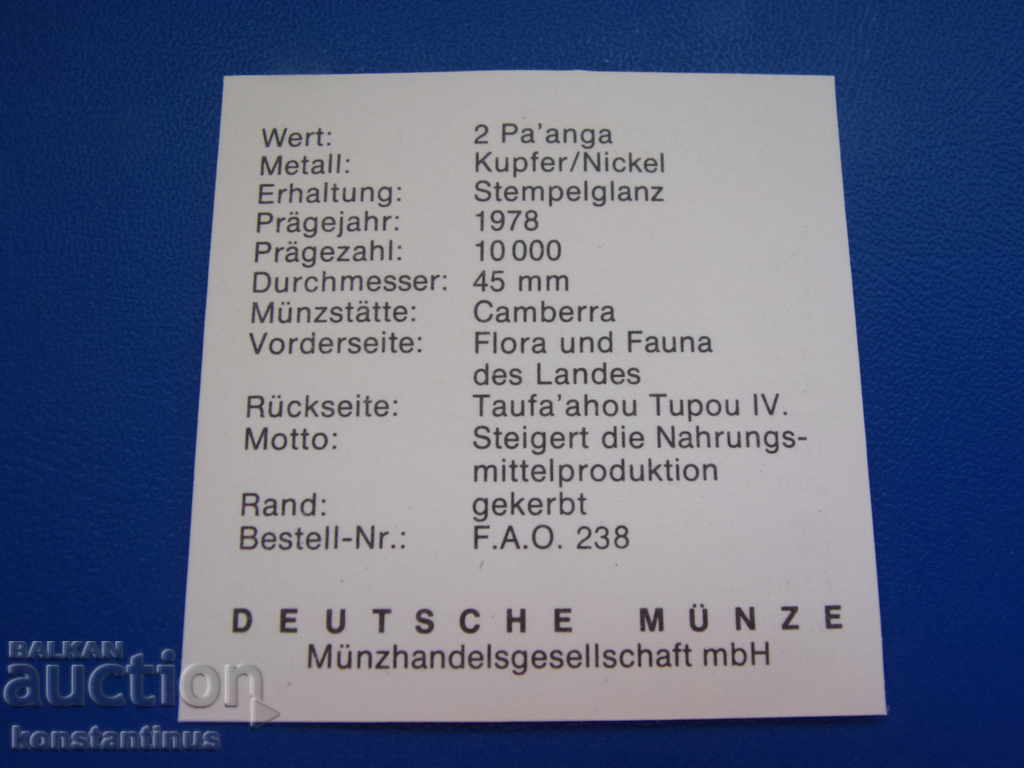 Wert: 2 Pa'anga
Metall: Kupfer/Nickel
Erhaltung: Stempelglanz
Prägejahr: 1978
Prägezahl: 10 000
Durchmesser: 45 mm
Münzstätte: Camberra
Vorderseite: Flora und Fauna
des Landes
Rückseite: Taufa'ahou Tupou IV.
Motto: Steigert die Nahrungs-
mittelproduktion
Rand: gekerbt
Bestell-Nr.: F.A.O. 238
DEUTSCHE MÜNZE
Münzhandelsgesellschaft mbH
BALKAN
auction
konstantinus